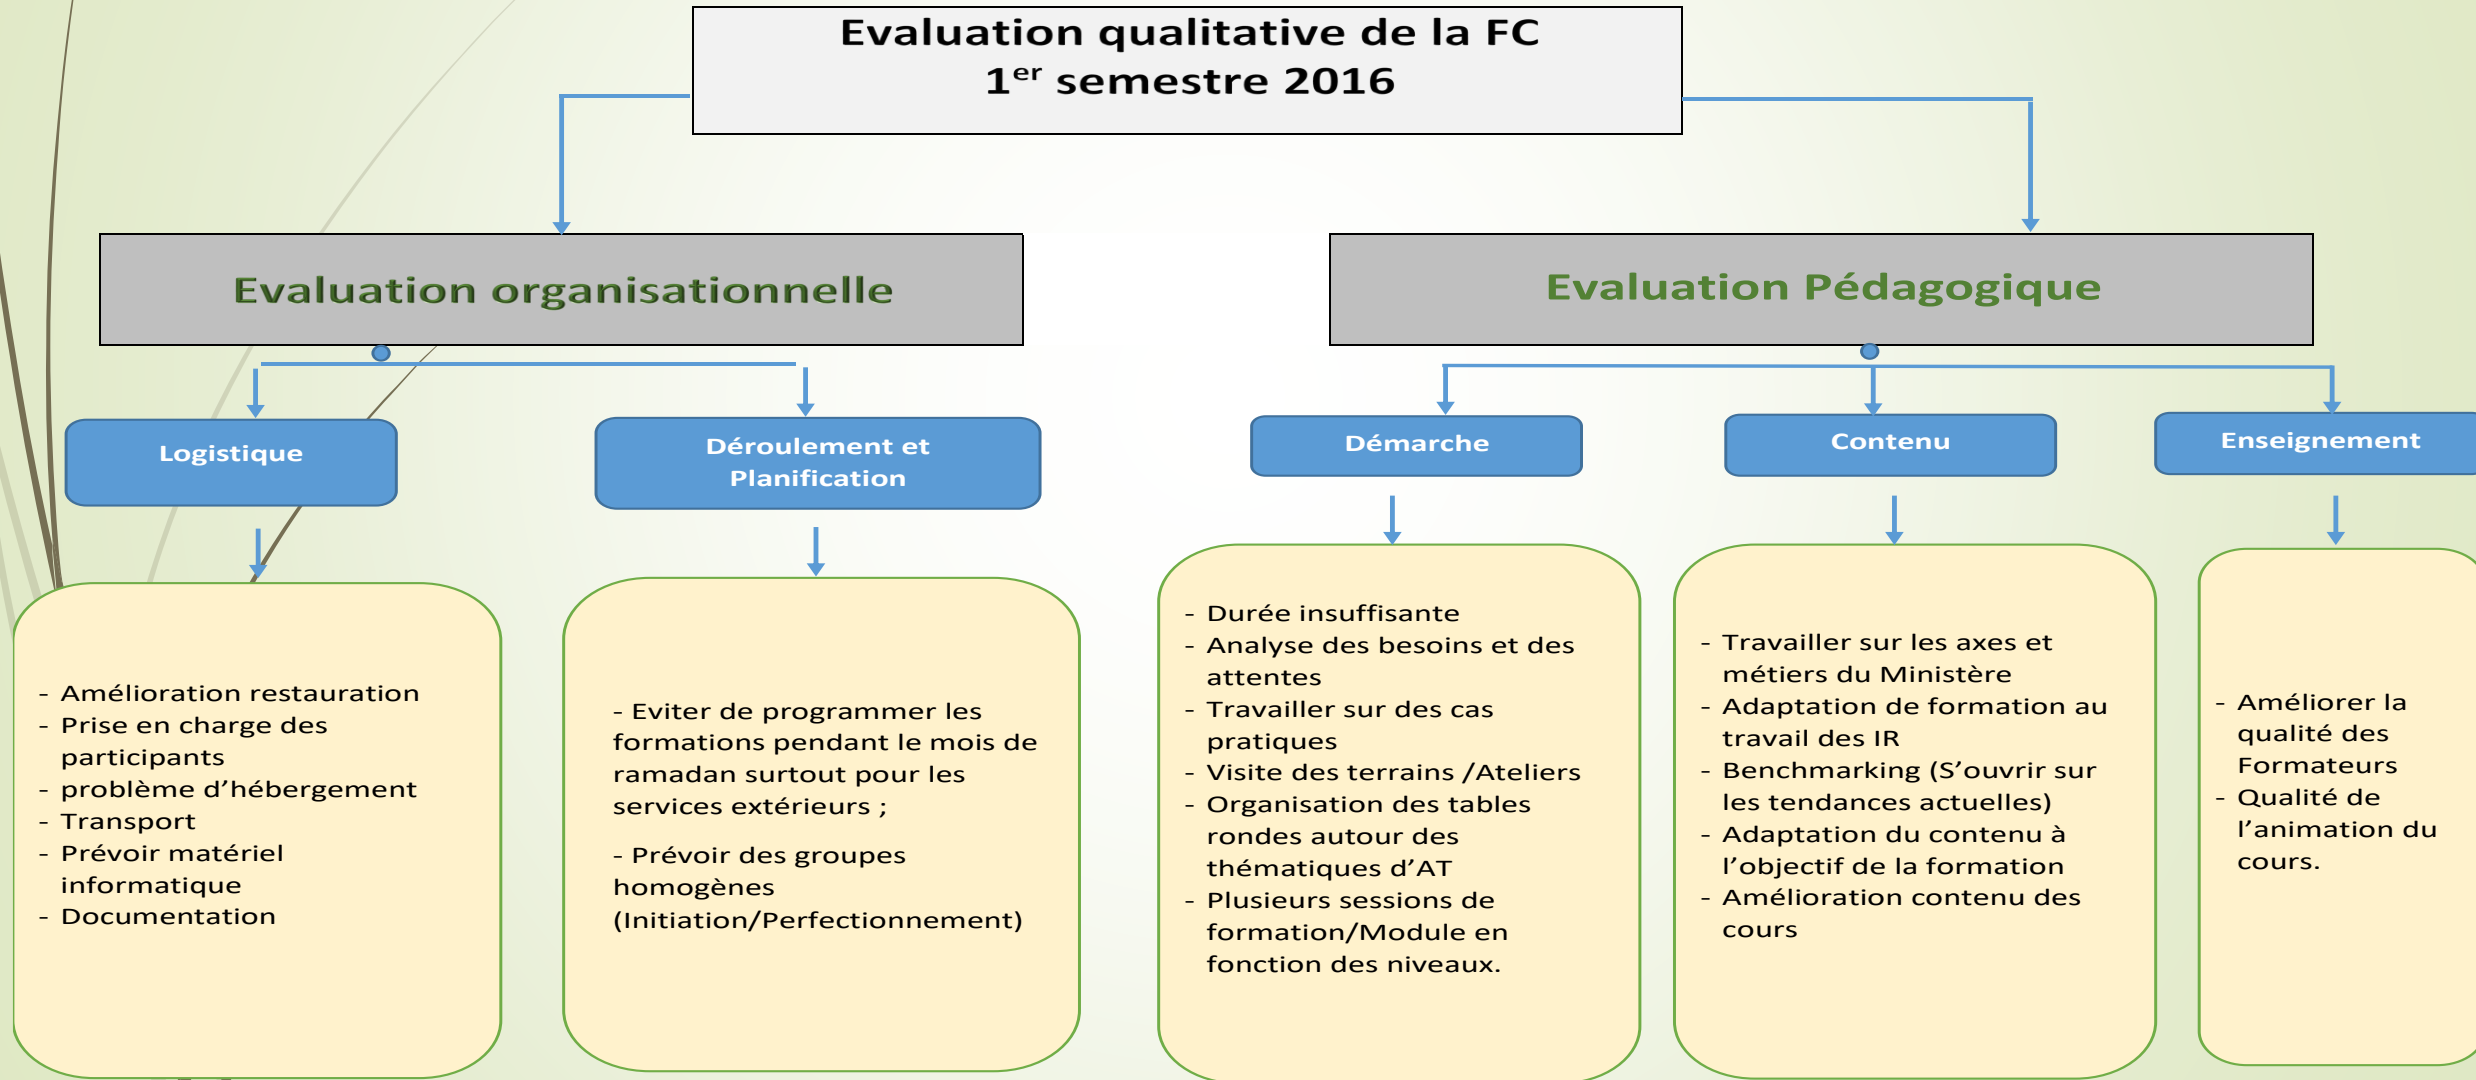 Evaluation qualitative de la FC
1er semestre 2016
Evaluation organisationnelle
Evaluation Pédagogique
Logistique
Déroulement et
Planification
Démarche
Contenu
Enseignement
- Amélioration restauration
- Prise en charge des
participants
- problème d’hébergement
- Transport
- Prévoir matériel
informatique
- Documentation
- Eviter de programmer les
formations pendant le mois de
ramadan surtout pour les
services extérieurs ;
- Prévoir des groupes
homogènes
(Initiation/Perfectionnement)
- Durée insuffisante
- Analyse des besoins et des
attentes
- Travailler sur des cas
pratiques
- Visite des terrains /Ateliers
- Organisation des tables
rondes autour des
thématiques d’AT
- Plusieurs sessions de
formation/Module en
fonction des niveaux.
- Travailler sur les axes et
métiers du Ministère
- Adaptation de formation au
travail des IR
- Benchmarking (S’ouvrir sur
les tendances actuelles)
- Adaptation du contenu à
l’objectif de la formation
- Amélioration contenu des
cours
- Améliorer la
qualité des
Formateurs
- Qualité de
l’animation du
cours.